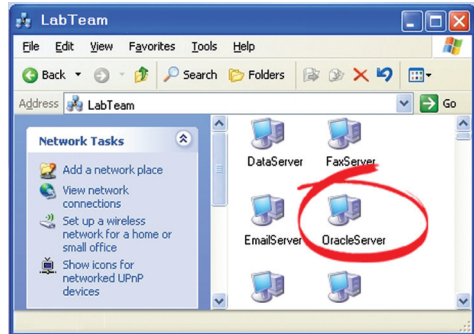 LabTeam
File Edit View Favorites Tools Help
Back Search Folders
Address LabTeam Go
Network Tasks
Add a network place
View network
connections
Set up a wireless
network for a home or
small office
Show icons for
networked UPnP
devices
DataServer FaxServer
EmailServer OracleServer